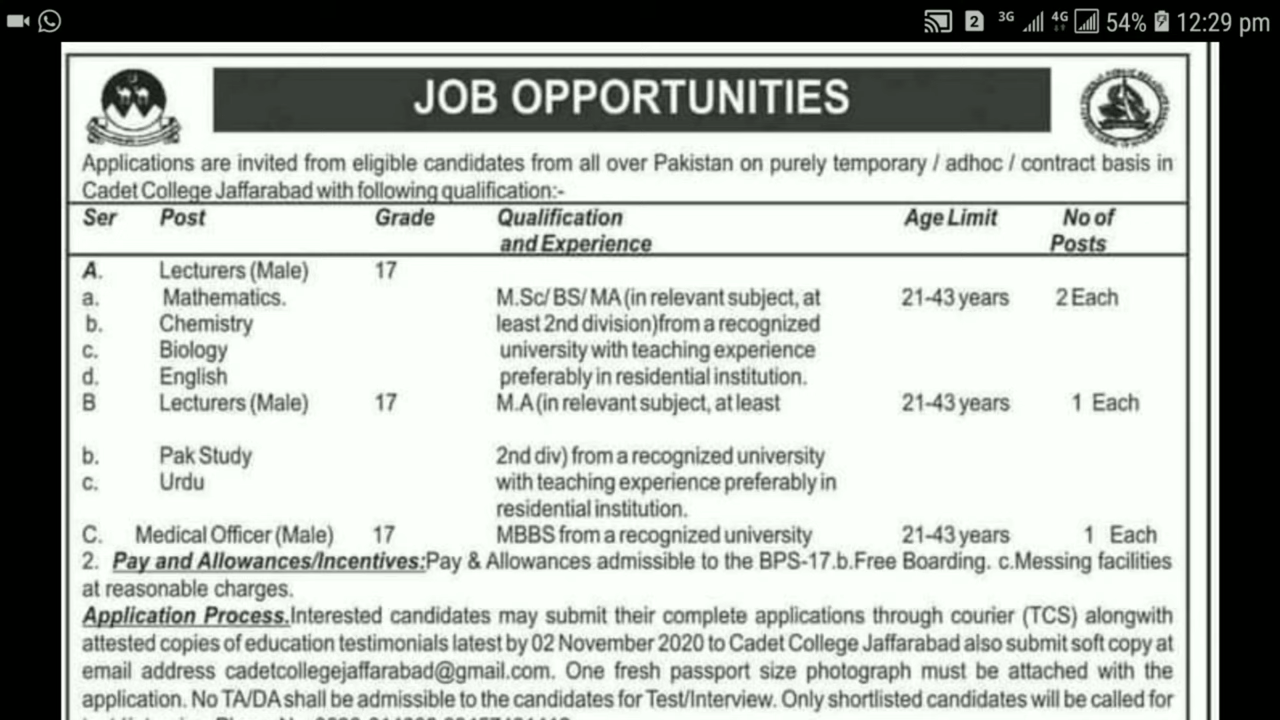 3G 4G 54% 12:29 pm
2
JOB OPPORTUNITIES
Applications are invited from eligible candidates from all over Pakistan on purely temporary / adhoc / contract basis in
Cadet College Jaffarabad with following qualification:-
Ser Post Grade Qualification and Experience Age Limit No of Posts
A. Lecturers (Male) 17
a. Mathematics. M.Sc/ BS/ MA (in relevant subject, at 21-43 years 2 Each
b. Chemistry least 2nd division) from a recognized
c. Biology university with teaching experience
d. English preferably in residential institution.
B Lecturers (Male) 17 M.A (in relevant subject, at least 21-43 years 1 Each
b. Pak Study 2nd div) from a recognized university
c. Urdu with teaching experience preferably in
residential institution.
C. Medical Officer (Male) 17 MBBS from a recognized university 21-43 years 1 Each
2. Pay and Allowances/Incentives: Pay & Allowances admissible to the BPS-17.b.Free Boarding. c.Messing facilities
at reasonable charges.
Application Process. Interested candidates may submit their complete applications through courier (TCS) alongwith
attested copies of education testimonials latest by 02 November 2020 to Cadet College Jaffarabad also submit soft copy at
email address cadetcollegejaffarabad@gmail.com. One fresh passport size photograph must be attached with the
application. No TA/DA shall be admissible to the candidates for Test/Interview. Only shortlisted candidates will be called for